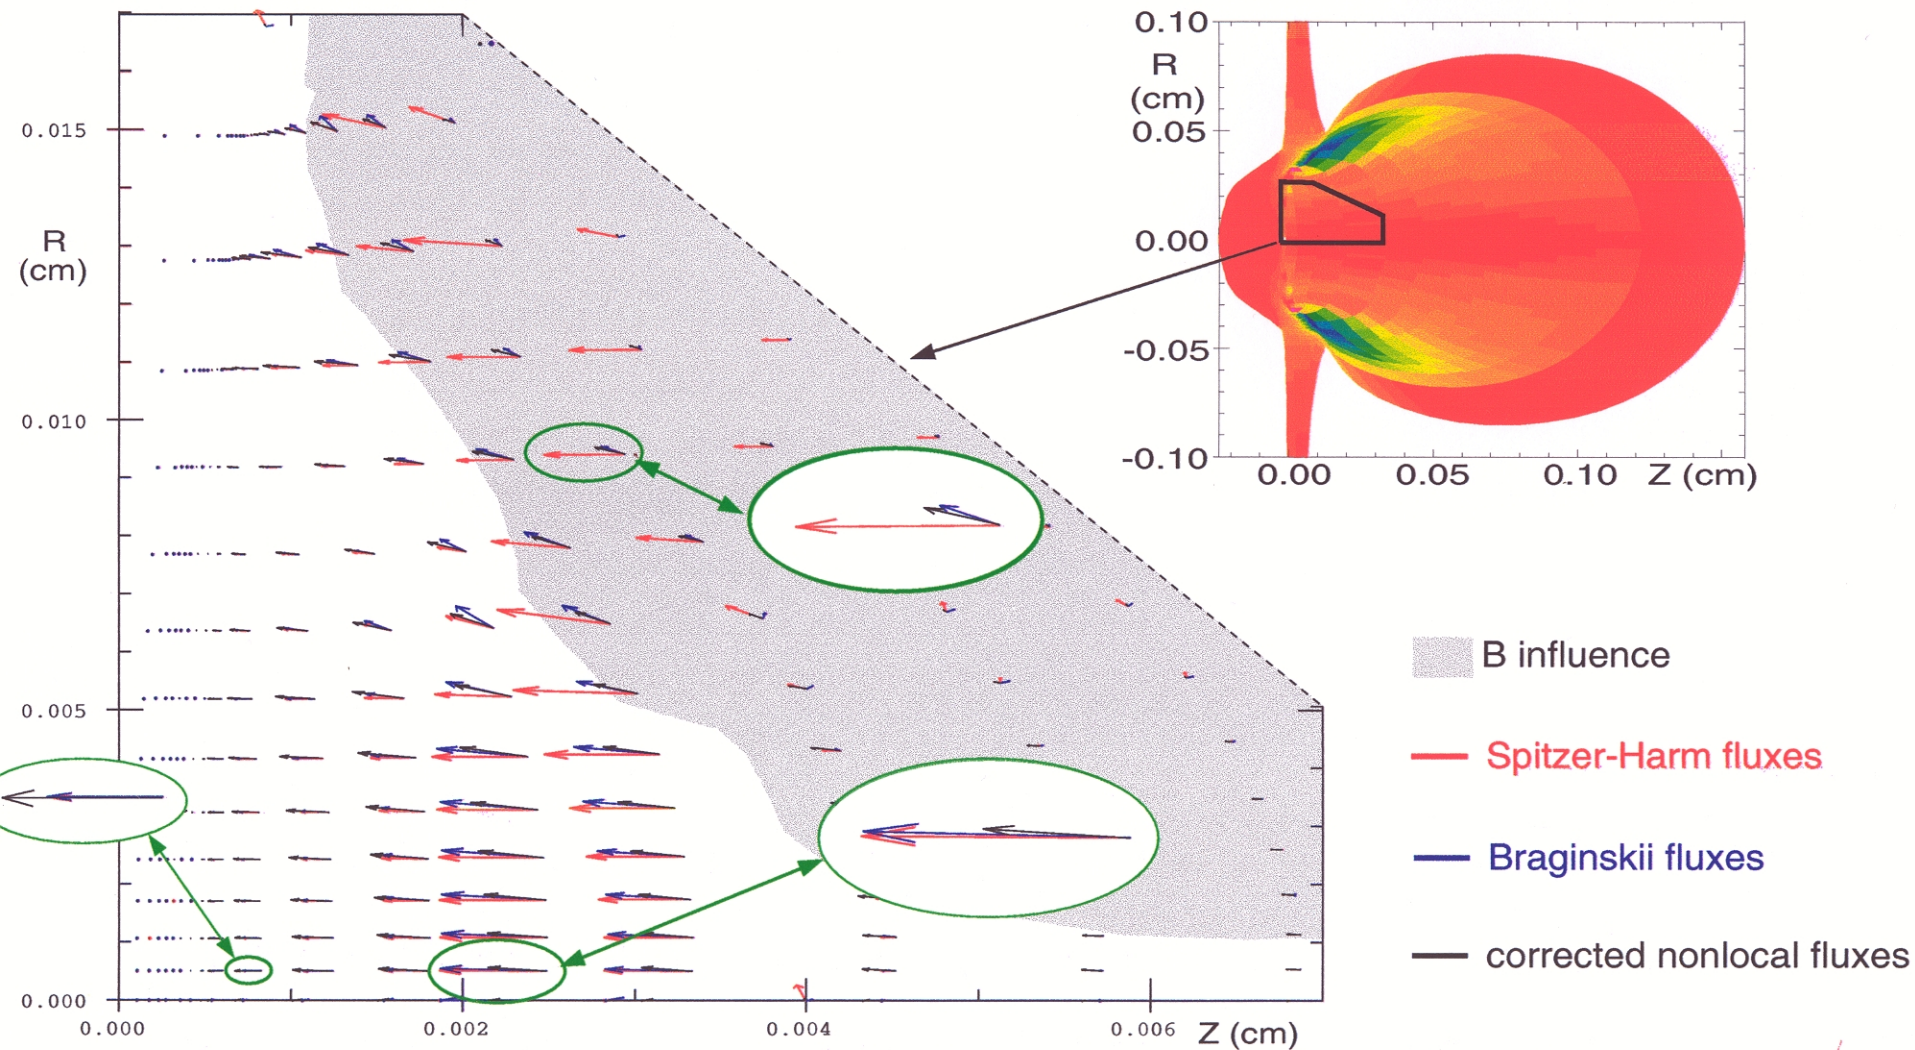 0.015
R
(cm)
0.010
0.005
0.000
0.000
0.002
0.004
0.006
Z (cm)
0.10
R
(cm)
0.05
0.00
-0.05
-0.10
0.00
0.05
0.10
Z (cm)
B influence
Spitzer-Harm fluxes
Braginskii fluxes
corrected nonlocal fluxes